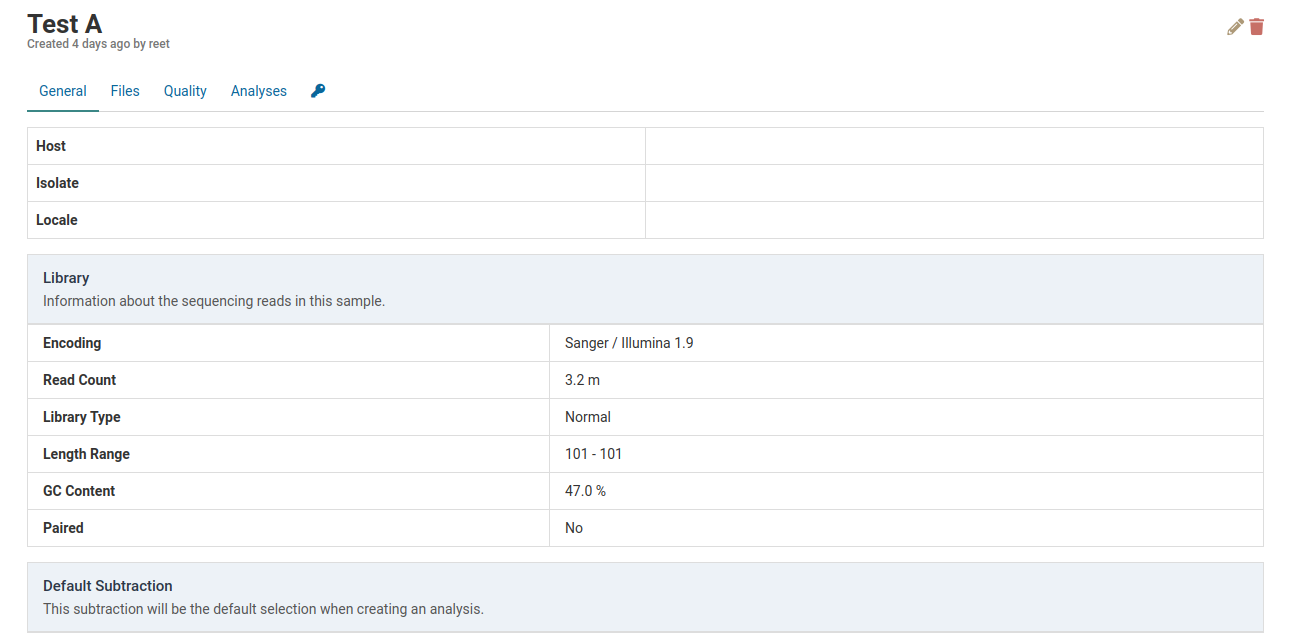 Test A
Created 4 days ago by reet
General Files Quality Analyses
Host
Isolate
Locale
Library
Information about the sequencing reads in this sample.
Encoding Sanger / Illumina 1.9
Read Count 3.2 m
Library Type Normal
Length Range 101 - 101
GC Content 47.0 %
Paired No
Default Subtraction
This subtraction will be the default selection when creating an analysis.